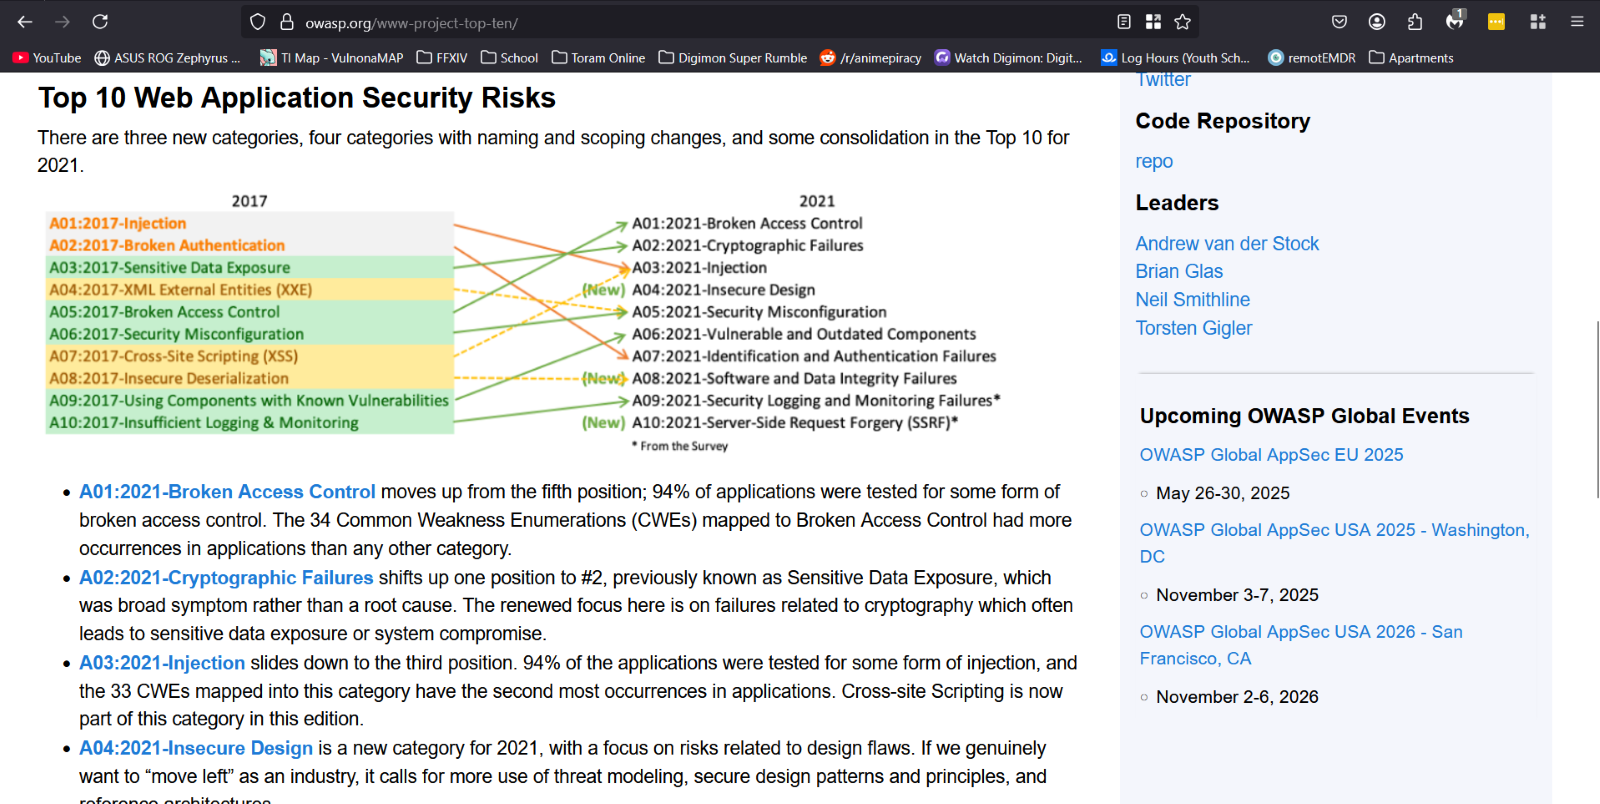 owasp.org/www-project-top-ten/
1
YouTube
ASUS ROG Zephyrus ...
TI Map - VulnonaMAP
FFXIV
School
Toram Online
Digimon Super Rumble
/r/animepiracy
Watch Digimon: Digit...
Log Hours (Youth Sch...
remotEMDR
Apartments
Top 10 Web Application Security Risks
There are three new categories, four categories with naming and scoping changes, and some consolidation in the Top 10 for
2021.
2017
2021
A01:2017-Injection
A02:2017-Broken Authentication
A03:2017-Sensitive Data Exposure
A04:2017-XML External Entities (XXE)
A05:2017-Broken Access Control
A06:2017-Security Misconfiguration
A07:2017-Cross-Site Scripting (XSS)
A08:2017-Insecure Deserialization
A09:2017-Using Components with Known Vulnerabilities
A10:2017-Insufficient Logging & Monitoring
A01:2021-Broken Access Control
A02:2021-Cryptographic Failures
A03:2021-Injection
(New) A04:2021-Insecure Design
A05:2021-Security Misconfiguration
A06:2021-Vulnerable and Outdated Components
A07:2021-Identification and Authentication Failures
(New) A08:2021-Software and Data Integrity Failures
A09:2021-Security Logging and Monitoring Failures*
(New) A10:2021-Server-Side Request Forgery (SSRF)*
* From the Survey
• A01:2021-Broken Access Control moves up from the fifth position; 94% of applications were tested for some form of
broken access control. The 34 Common Weakness Enumerations (CWEs) mapped to Broken Access Control had more
occurrences in applications than any other category.
• A02:2021-Cryptographic Failures shifts up one position to #2, previously known as Sensitive Data Exposure, which
was broad symptom rather than a root cause. The renewed focus here is on failures related to cryptography which often
leads to sensitive data exposure or system compromise.
• A03:2021-Injection slides down to the third position. 94% of the applications were tested for some form of injection, and
the 33 CWEs mapped into this category have the second most occurrences in applications. Cross-site Scripting is now
part of this category in this edition.
• A04:2021-Insecure Design is a new category for 2021, with a focus on risks related to design flaws. If we genuinely
want to “move left” as an industry, it calls for more use of threat modeling, secure design patterns and principles, and
reference architectures.
Twitter
Code Repository
repo
Leaders
Andrew van der Stock
Brian Glas
Neil Smithline
Torsten Gigler
Upcoming OWASP Global Events
OWASP Global AppSec EU 2025
○ May 26-30, 2025
OWASP Global AppSec USA 2025 - Washington,
DC
○ November 3-7, 2025
OWASP Global AppSec USA 2026 - San
Francisco, CA
○ November 2-6, 2026